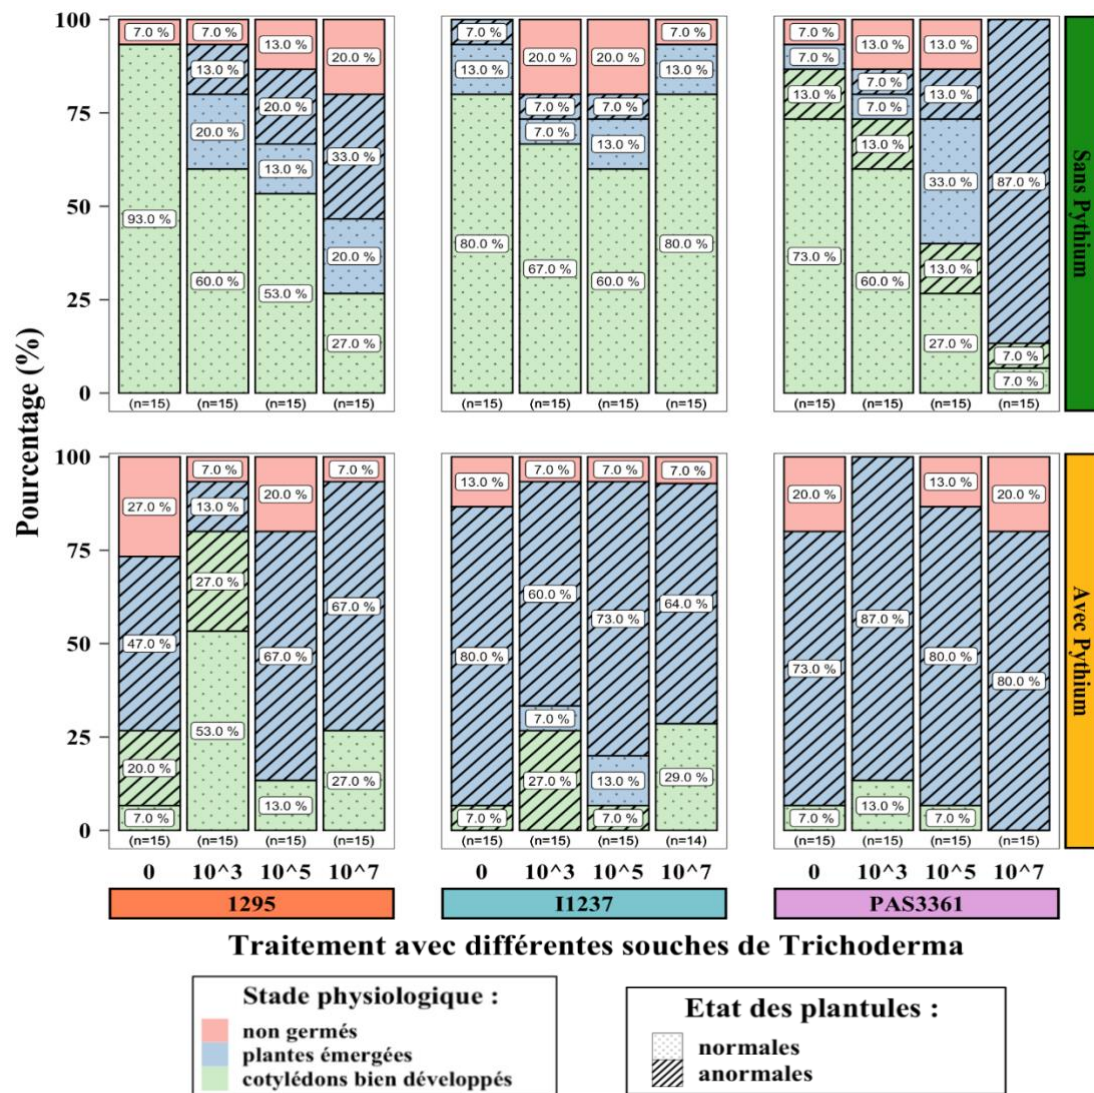 100%
75
50
25
0
7.0 %
93.0 %
(n=15)
7.0 %
13.0 %
20.0 %
60.0 %
(n=15)
13.0 %
20.0 %
13.0 %
53.0 %
(n=15)
20.0 %
33.0 %
20.0 %
27.0 %
(n=15)
7.0 %
13.0 %
80.0 %
(n=15)
20.0 %
7.0 %
7.0 %
67.0 %
(n=15)
20.0 %
7.0 %
13.0 %
60.0 %
(n=15)
7.0 %
13.0 %
80.0 %
(n=15)
7.0 %
7.0 %
13.0 %
73.0 %
(n=15)
13.0 %
7.0 %
7.0 %
13.0 %
60.0 %
(n=15)
13.0 %
13.0 %
33.0 %
13.0 %
27.0 %
(n=15)
87.0 %
7.0 %
7.0 %
(n=15)
Sans Pythium
Pourcentage (%)
100
75
50
25
0
27.0 %
47.0 %
20.0 %
7.0 %
(n=15)
7.0 %
13.0 %
27.0 %
53.0 %
(n=15)
20.0 %
67.0 %
13.0 %
(n=15)
7.0 %
67.0 %
27.0 %
(n=15)
13.0 %
80.0 %
7.0 %
(n=15)
7.0 %
60.0 %
7.0 %
27.0 %
(n=15)
7.0 %
73.0 %
13.0 %
7.0 %
(n=15)
7.0 %
64.0 %
29.0 %
(n=14)
20.0 %
73.0 %
7.0 %
(n=15)
87.0 %
13.0 %
(n=15)
13.0 %
80.0 %
7.0 %
(n=15)
20.0 %
80.0 %
(n=15)
Avec Pythium
0 10^3 10^5 10^7
0 10^3 10^5 10^7
0 10^3 10^5 10^7
1295
I1237
PAS3361
Traitement avec différentes souches de Trichoderma
Stade physiologique :
non germés
plantes émergées
cotylédons bien développés
Etat des plantules :
normales
anormales